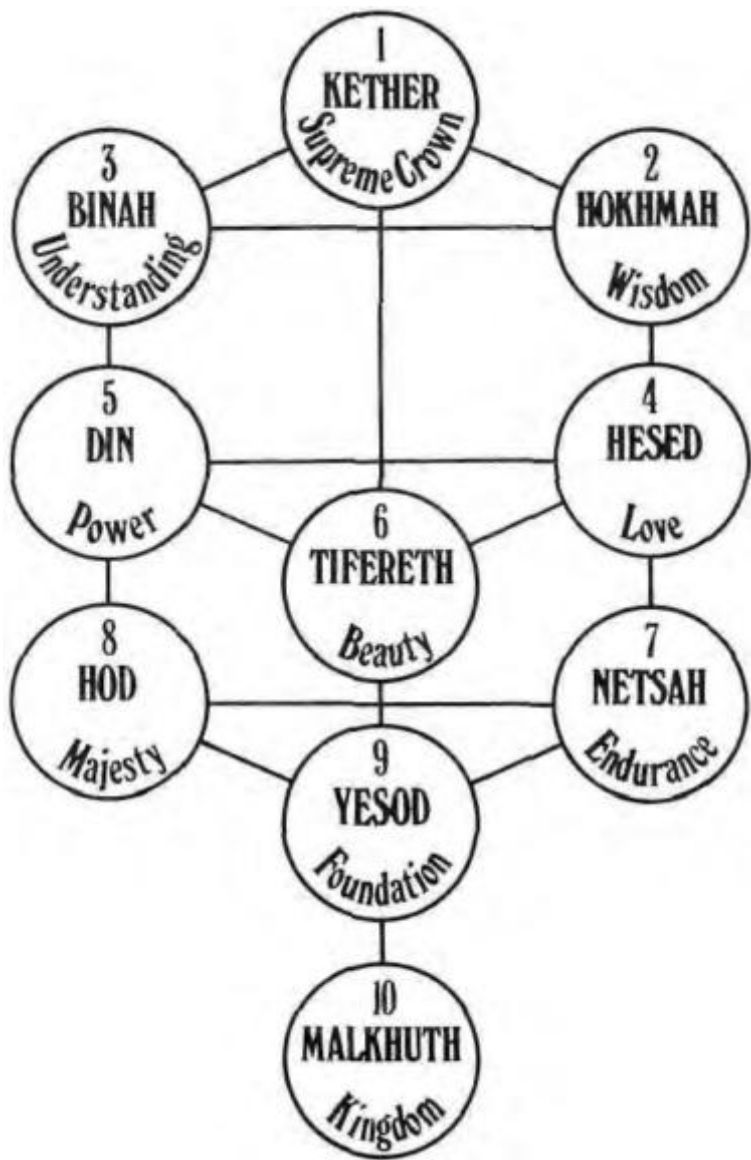 1
KETHER
Supreme Crown
3
BINAH
Understanding
2
HOKHMAH
Wisdom
5
DIN
Power
4
HESED
Love
6
TIFERETH
Beauty
8
HOD
Majesty
7
NETSAH
Endurance
9
YESOD
Foundation
10
MALKHUTH
Kingdom